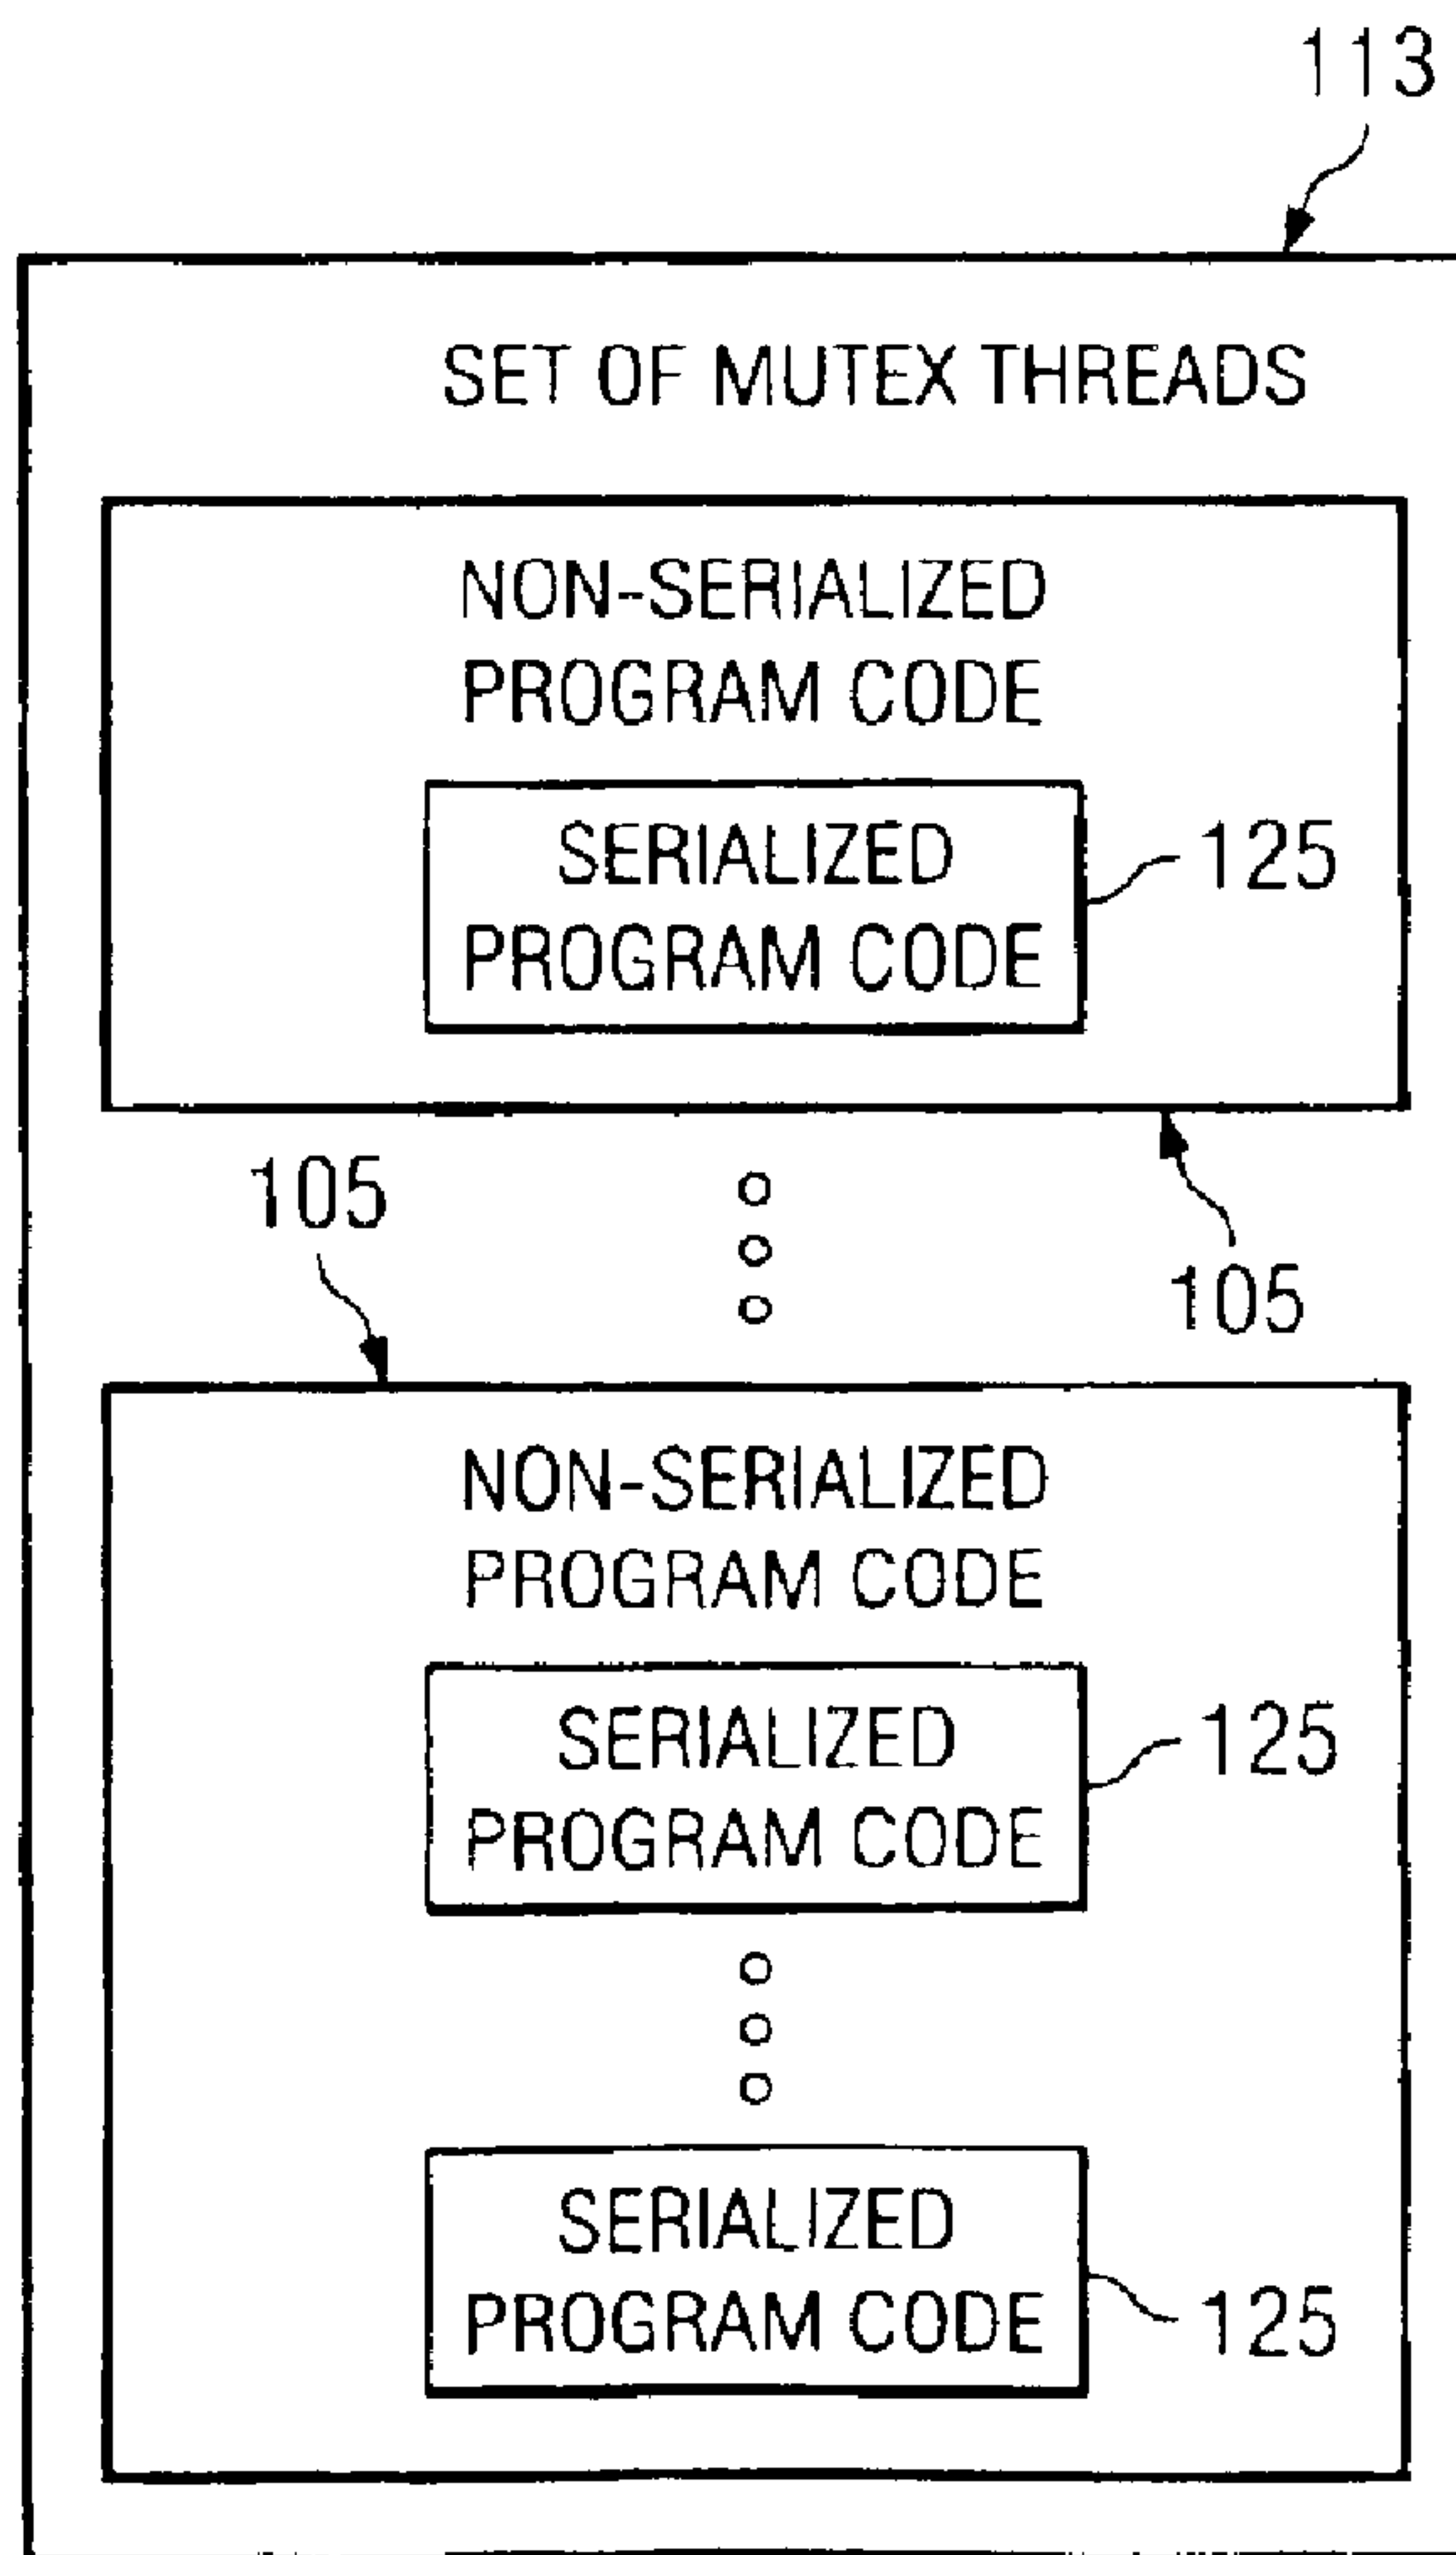 113
SET OF MUTEX THREADS
NON-SERIALIZED
PROGRAM CODE
SERIALIZED
PROGRAM CODE
125
105
105
NON-SERIALIZED
PROGRAM CODE
SERIALIZED
PROGRAM CODE
125
SERIALIZED
PROGRAM CODE
125